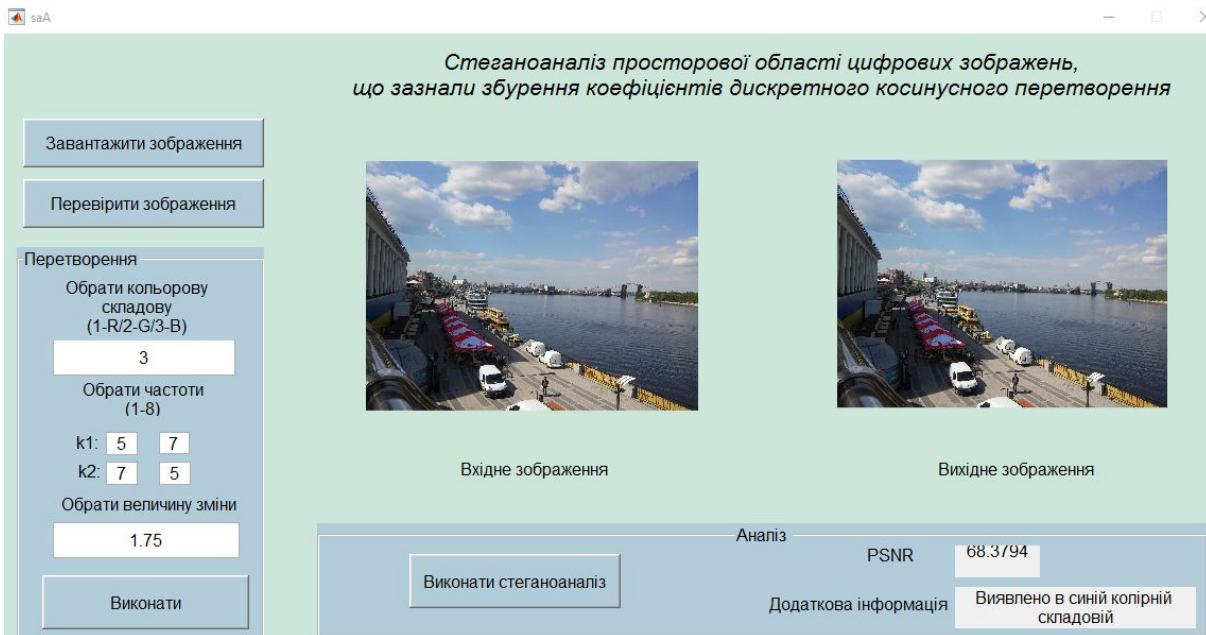 saA
Стеганоаналіз просторової області цифрових зображень,
що зазнали збурення коефіцієнтів дискретного косинусного перетворення
Завантажити зображення
Перевірити зображення
Перетворення
Обрати кольорову
складову
(1-R/2-G/3-B)
3
Обрати частоти
(1-8)
k1: 5 7
k2: 7 5
Обрати величину зміни
1.75
Виконати
Вхідне зображення
Вихідне зображення
Аналіз
Виконати стеганоаналіз
PSNR 68.3794
Додаткова інформація
Виявлено в синій копірній
складовій